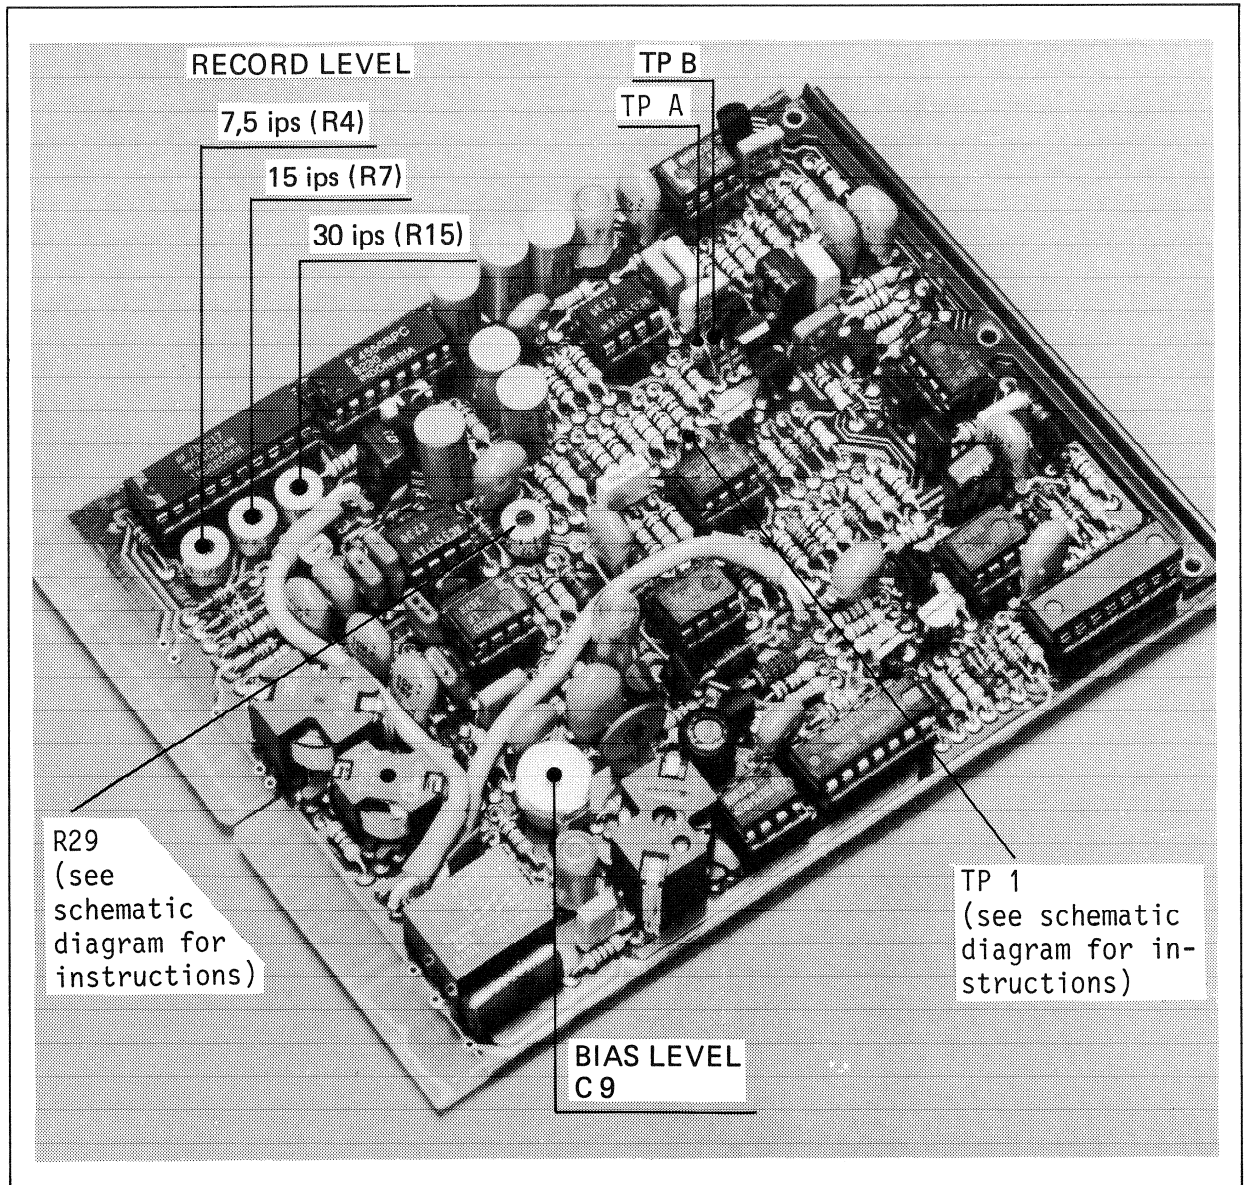 RECORD LEVEL
7,5 ips (R4)
15 ips (R7)
30 ips (R15)
TP B
TP A
R29
(see
schematic
diagram for
instructions)
TP 1
(see schematic
diagram for in-
structions)
BIAS LEVEL
C 9